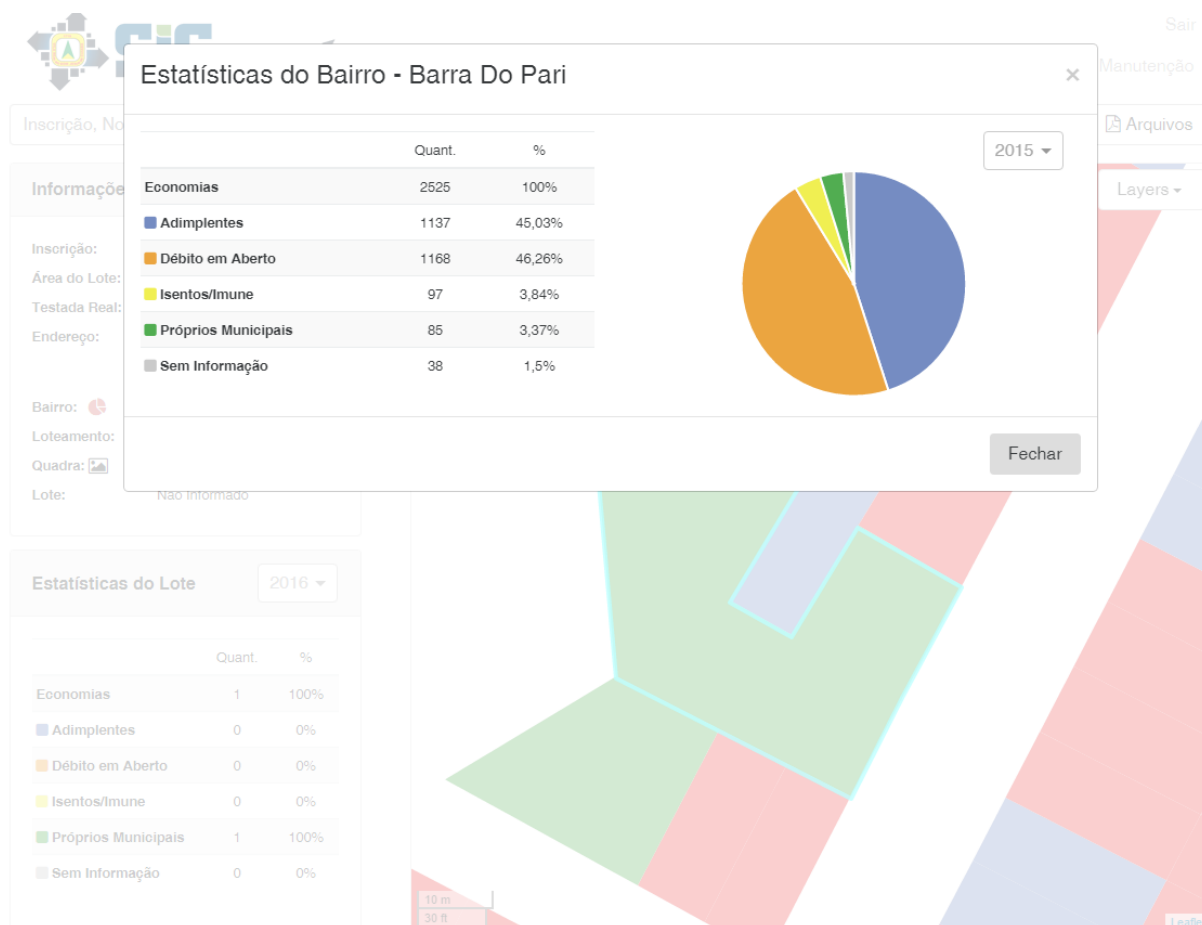 Sair
Estatísticas do Bairro - Barra Do Pari ×
Manutenção
Inscrição, No
Arquivos
2015
Layers
Quant. %
Economias 2525 100%
Adimplentes 1137 45,03%
Débito em Aberto 1168 46,26%
Isentos/Imune 97 3,84%
Próprios Municipais 85 3,37%
Sem Informação 38 1,5%
Fechar
Informaçõe
Inscrição:
Área do Lote:
Testada Real:
Endereço:
Bairro:
Loteamento:
Quadra:
Lote: Não Informado
Estatísticas do Lote 2016
Quant. %
Economias 1 100%
Adimplentes 0 0%
Débito em Aberto 0 0%
Isentos/Imune 0 0%
Próprios Municipais 1 100%
Sem Informação 0 0%
10 m
30 ft
Leafle